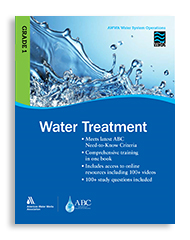 GRADE 1
AWWA Water System Operations
WSO
Water Treatment
• Meets latest ABC
Need-to-Know Criteria
• Comprehensive training
in one book
• Includes access to online
resources including 100+ videos
• 100+ study questions included
American Water Works
Association
ABC